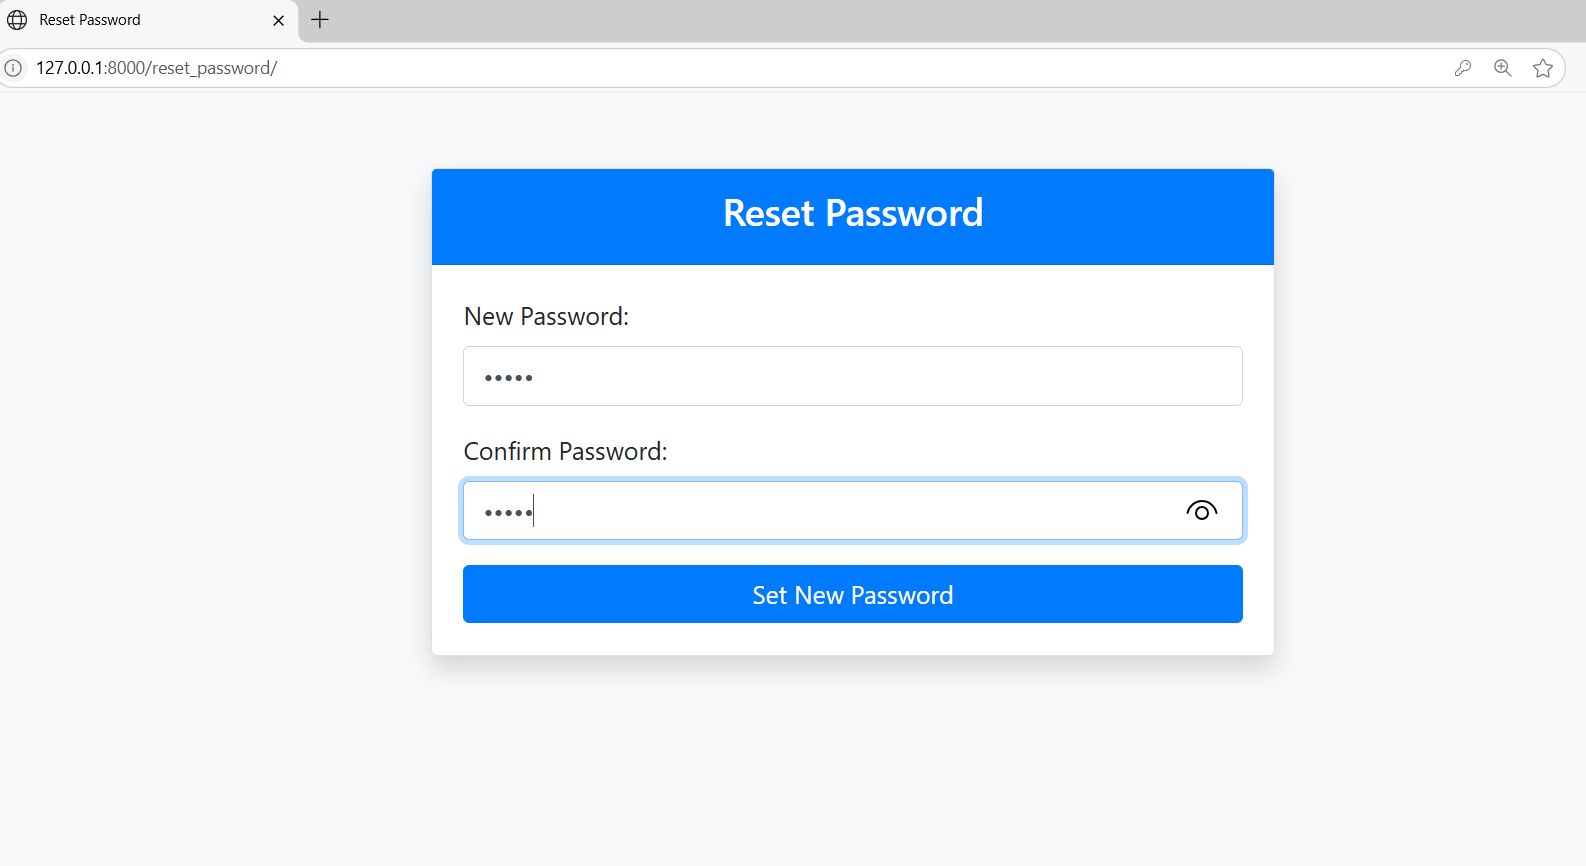 Reset Password
127.0.0.1:8000/reset_password/
Reset Password
New Password:
•••••
Confirm Password:
•••••
Set New Password